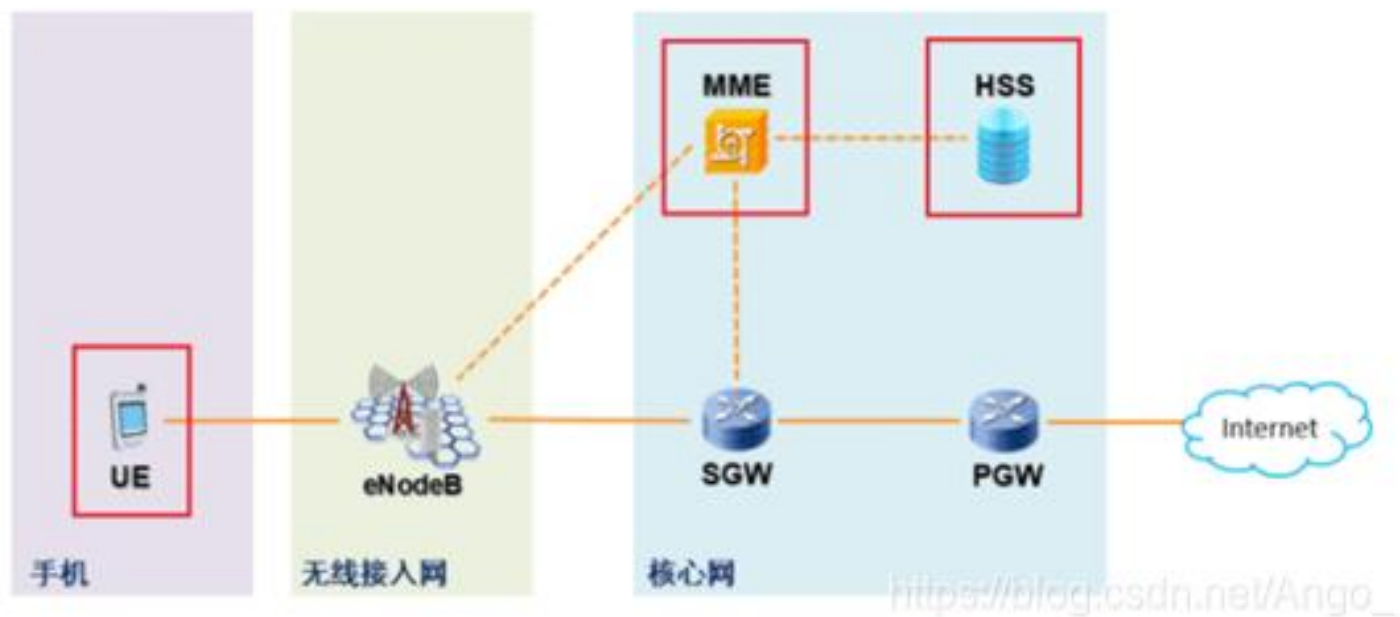 MME
HSS
UE
eNodeB
SGW
PGW
Internet
手机
无线接入网
核心网
https://blog.csdn.net/Ango_